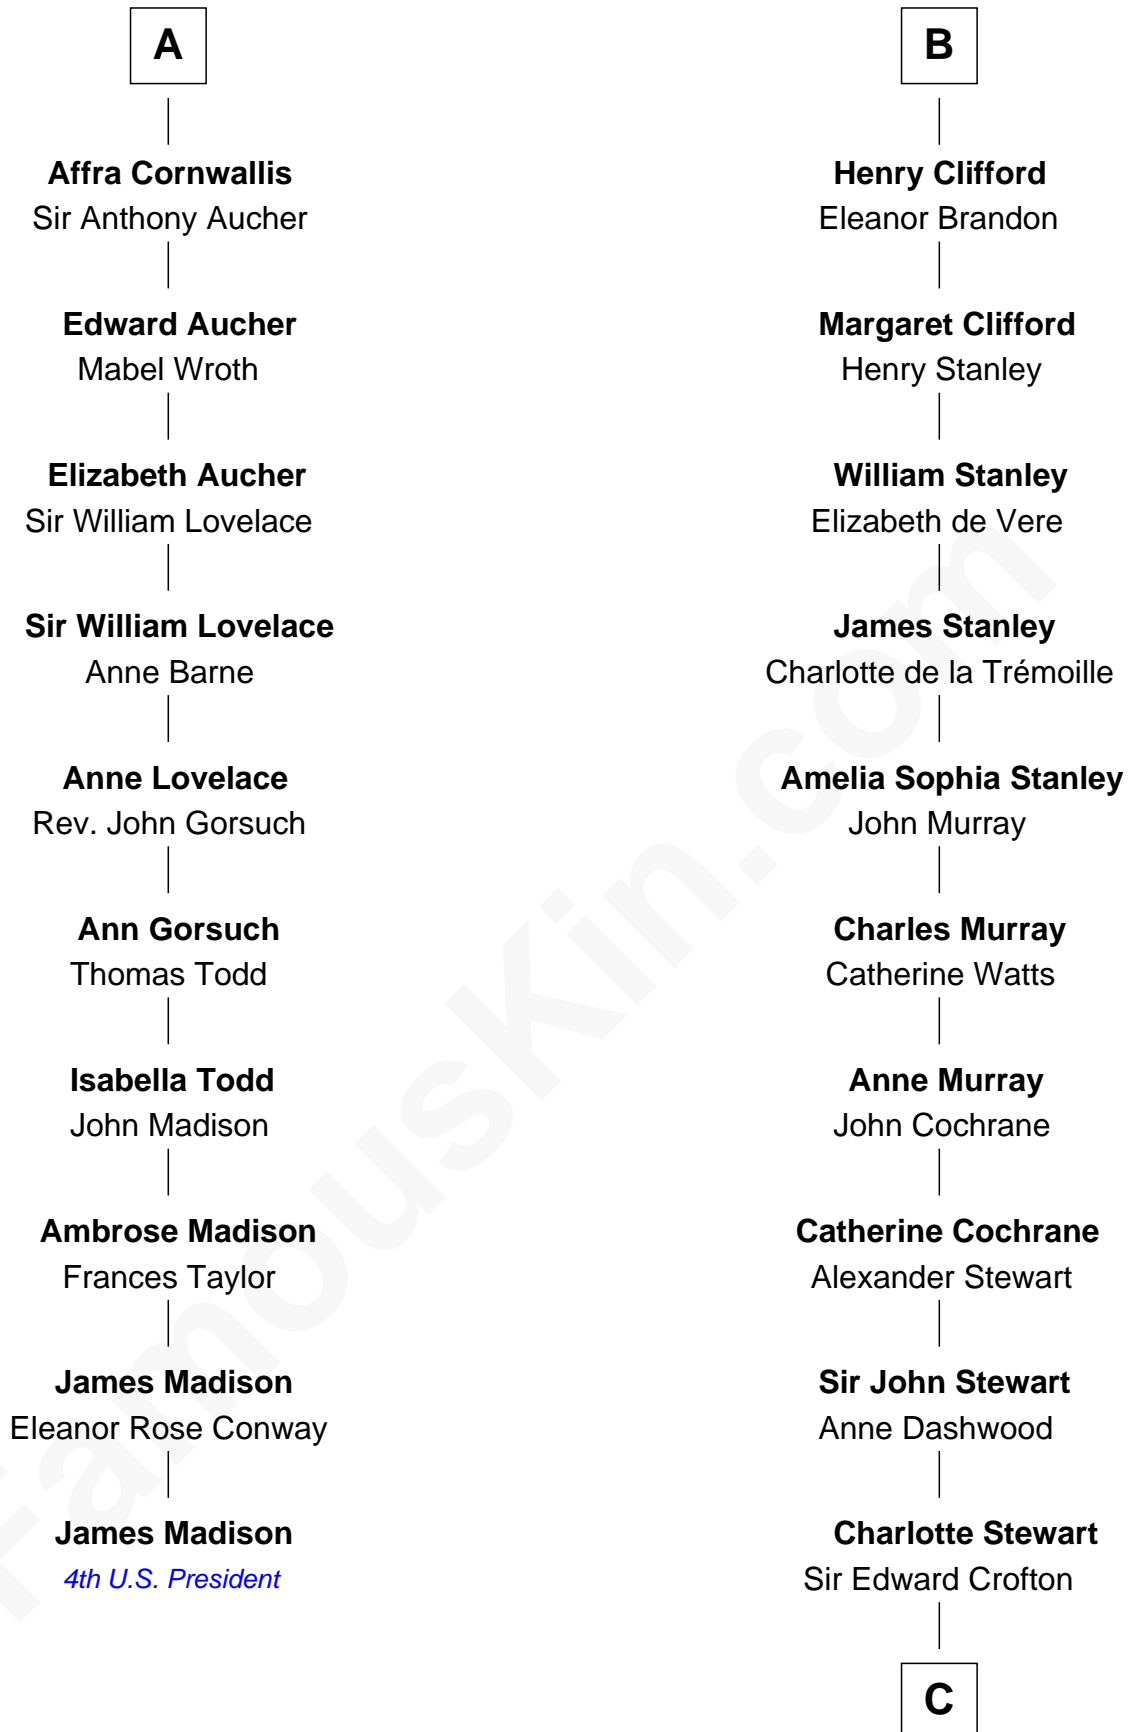 A
Affra Cornwallis
Sir Anthony Aucher
Edward Aucher
Mabel Wroth
Elizabeth Aucher
Sir William Lovelace
Sir William Lovelace
Anne Barne
Anne Lovelace
Rev. John Gorsuch
Ann Gorsuch
Thomas Todd
Isabella Todd
John Madison
Ambrose Madison
Frances Taylor
James Madison
Eleanor Rose Conway
James Madison
4th U.S. President
B
Henry Clifford
Eleanor Brandon
Margaret Clifford
Henry Stanley
William Stanley
Elizabeth de Vere
James Stanley
Charlotte de la Trémoille
Amelia Sophia Stanley
John Murray
Charles Murray
Catherine Watts
Anne Murray
John Cochrane
Catherine Cochrane
Alexander Stewart
Sir John Stewart
Anne Dashwood
Charlotte Stewart
Sir Edward Crofton
C
FamousKin.com